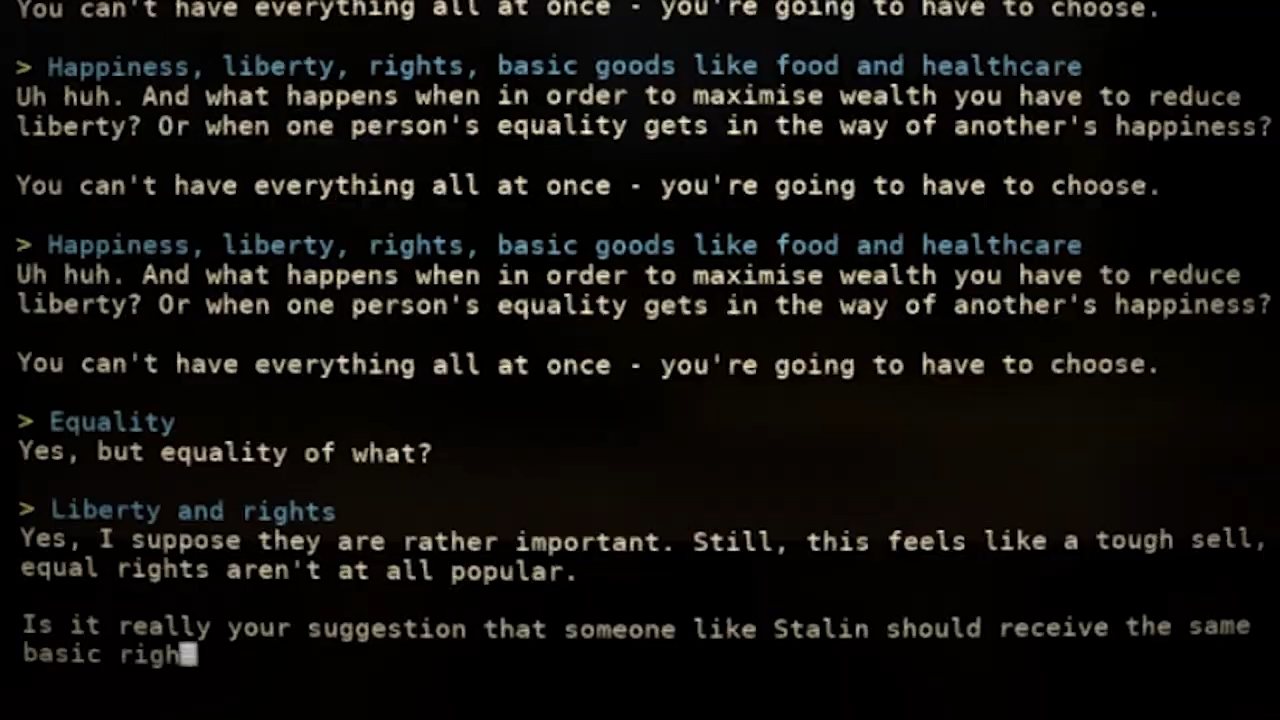 You can't have everything all at once - you're going to have to choose.
> Happiness, liberty, rights, basic goods like food and healthcare
Uh huh. And what happens when in order to maximise wealth you have to reduce
liberty? Or when one person's equality gets in the way of another's happiness?
You can't have everything all at once - you're going to have to choose.
> Happiness, liberty, rights, basic goods like food and healthcare
Uh huh. And what happens when in order to maximise wealth you have to reduce
liberty? Or when one person's equality gets in the way of another's happiness?
You can't have everything all at once - you're going to have to choose.
> Equality
Yes, but equality of what?
> Liberty and rights
Yes, I suppose they are rather important. Still, this feels like a tough sell,
equal rights aren't at all popular.
Is it really your suggestion that someone like Stalin should receive the same
basic righ